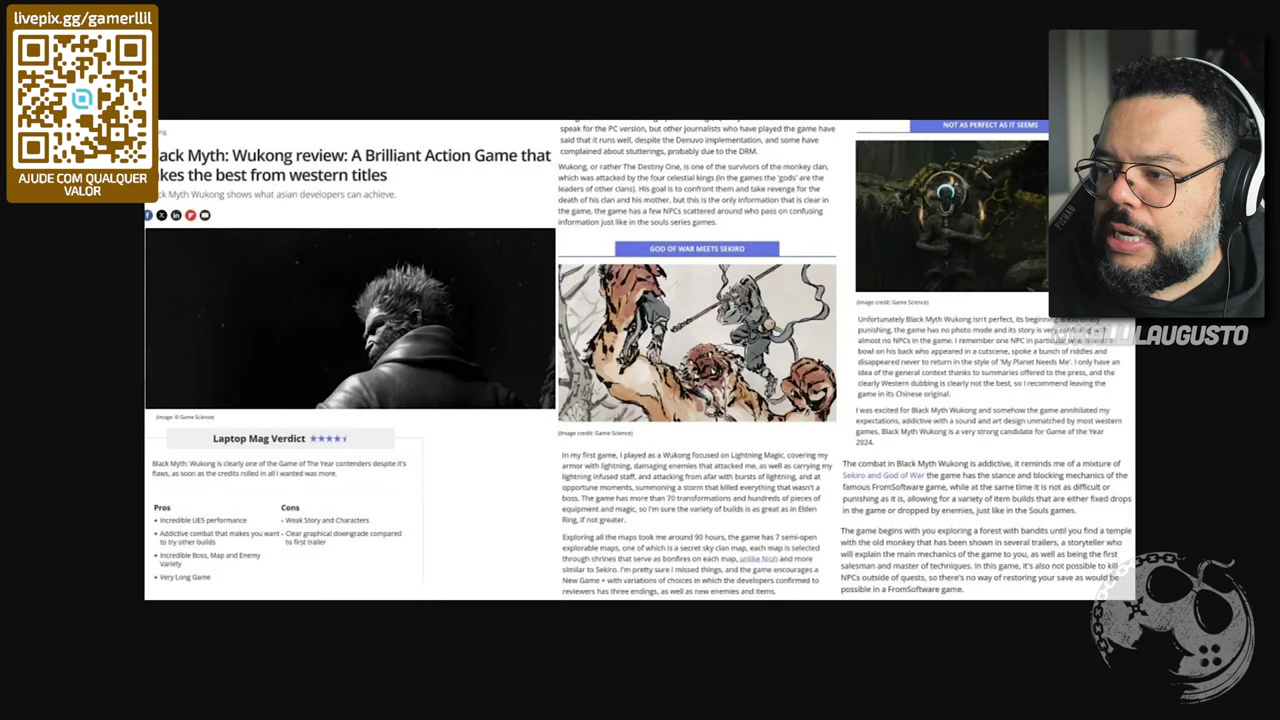 livepix.gg/gamerllil
AJUDE COM QUALQUER
VALOR
ack Myth: Wukong review: A Brilliant Action Game that
kes the best from western titles
ck Myth Wukong shows what asian developers can achieve.
(Image: © Game Science)
Laptop Mag Verdict
Black Myth: Wukong is clearly one of the Game of The Year contenders despite it's
flaws, as soon as the credits rolled in all I wanted was more.
Pros
+ Incredible UE5 performance
+ Addictive combat that makes you want
to try other builds
+ Incredible Boss, Map and Enemy
Variety
+ Very Long Game
Cons
- Weak Story and Characters
- Clear graphical downgrade compared
to first trailer
speak for the PC version, but other journalists who have played the game have
said that it runs well, despite the Denuvo implementation, and some have
complained about stutterings, probably due to the DRM.
Wukong, or rather The Destiny One, is one of the survivors of the monkey clan,
which was attacked by the four celestial kings (in the games the 'gods' are the
leaders of other clans). His goal is to confront them and take revenge for the
death of his clan and his mother, but this is the only information that is clear in
the game, the game has a few NPCs scattered around who pass on confusing
information just like in the souls series games.
GOD OF WAR MEETS SEKIRO
(Image credit: Game Science)
In my first game, I played as a Wukong focused on Lightning Magic, covering my
armor with lightning, damaging enemies that attacked me, as well as carrying my
lightning infused staff, and attacking from afar with bursts of lightning, and at
opportune moments, summoning a storm that killed everything that wasn't a
boss. The game has more than 70 transformations and hundreds of pieces of
equipment and magic, so I'm sure the variety of builds is as great as in Elden
Ring, if not greater.
Exploring all the maps took me around 90 hours, the game has 7 semi-open
explorable maps, one of which is a secret sky clan map, each map is selected
through shrines that serve as bonfires on each map, unlike Nioh and more
similar to Sekiro. I'm pretty sure I missed things, and the game encourages a
New Game + with variations of choices in which the developers confirmed to
reviewers has three endings, as well as new enemies and items.
NOT AS PERFECT AS IT SEEMS
(Image credit: Game Science)
Unfortunately Black Myth Wukong isn't perfect, its beginning is extremely
punishing, the game has no photo mode and its story is very confusing with
almost no NPCs in the game. I remember one NPC in particular who
bowl on his back who appeared in a cutscene, spoke a bunch of riddles and
disappeared never to return in the style of 'My Planet Needs Me'. I only have an
idea of the general context thanks to summaries offered to the press, and the
clearly Western dubbing is clearly not the best, so I recommend leaving the
game in its Chinese original.
I was excited for Black Myth Wukong and somehow the game annihilated my
expectations, addictive with a sound and art design unmatched by most western
games, Black Myth Wukong is a very strong candidate for Game of the Year
2024.
The combat in Black Myth Wukong is addictive, it reminds me of a mixture of
Sekiro and God of War the game has the stance and blocking mechanics of the
famous FromSoftware game, while at the same time it is not as difficult or
punishing as it is, allowing for a variety of item builds that are either fixed drops
in the game or dropped by enemies, just like in the Souls games.
The game begins with you exploring a forest with bandits until you find a temple
with the old monkey that has been shown in several trailers, a storyteller who
will explain the main mechanics of the game to you, as well as being the first
salesman and master of techniques. In this game, it's also not possible to kill
NPCs outside of quests, so there's no way of restoring your save as would be
possible in a FromSoftware game.
PICHAU